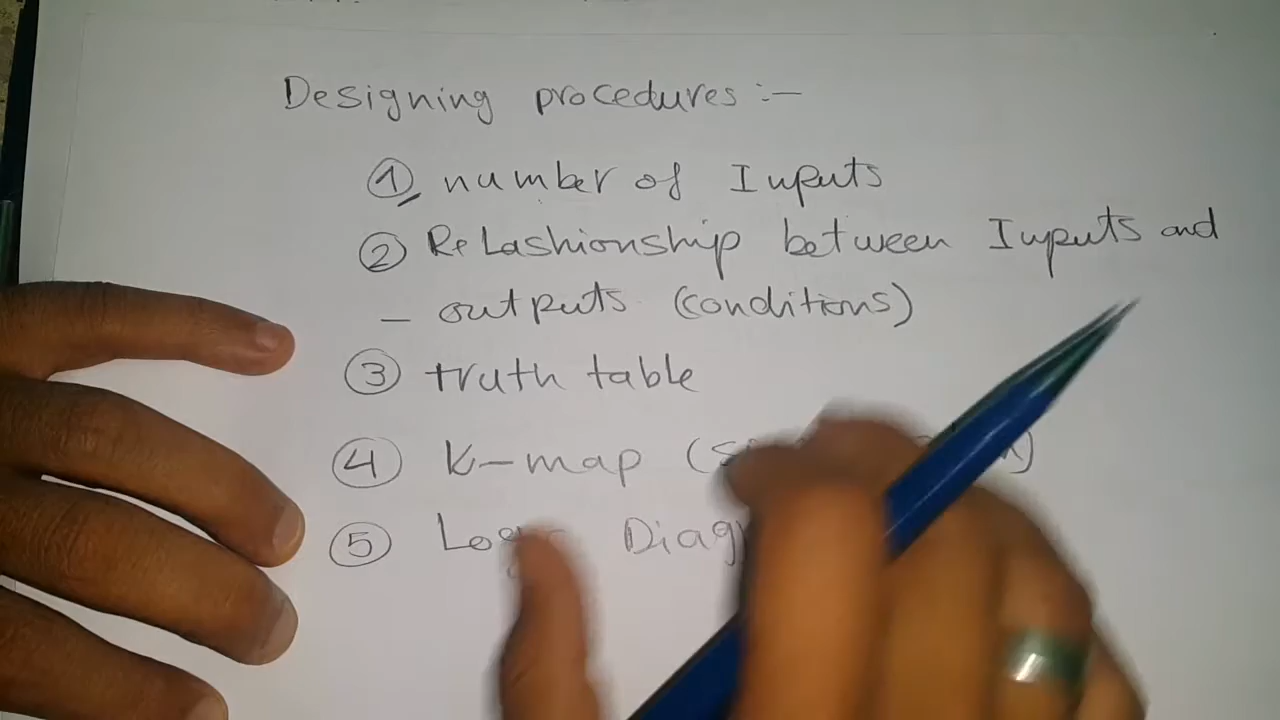 Designing procedures :-
① number of Inputs
② Relashionship between Inputs and
- outputs (conditions)
③ truth table
④ K-map
⑤